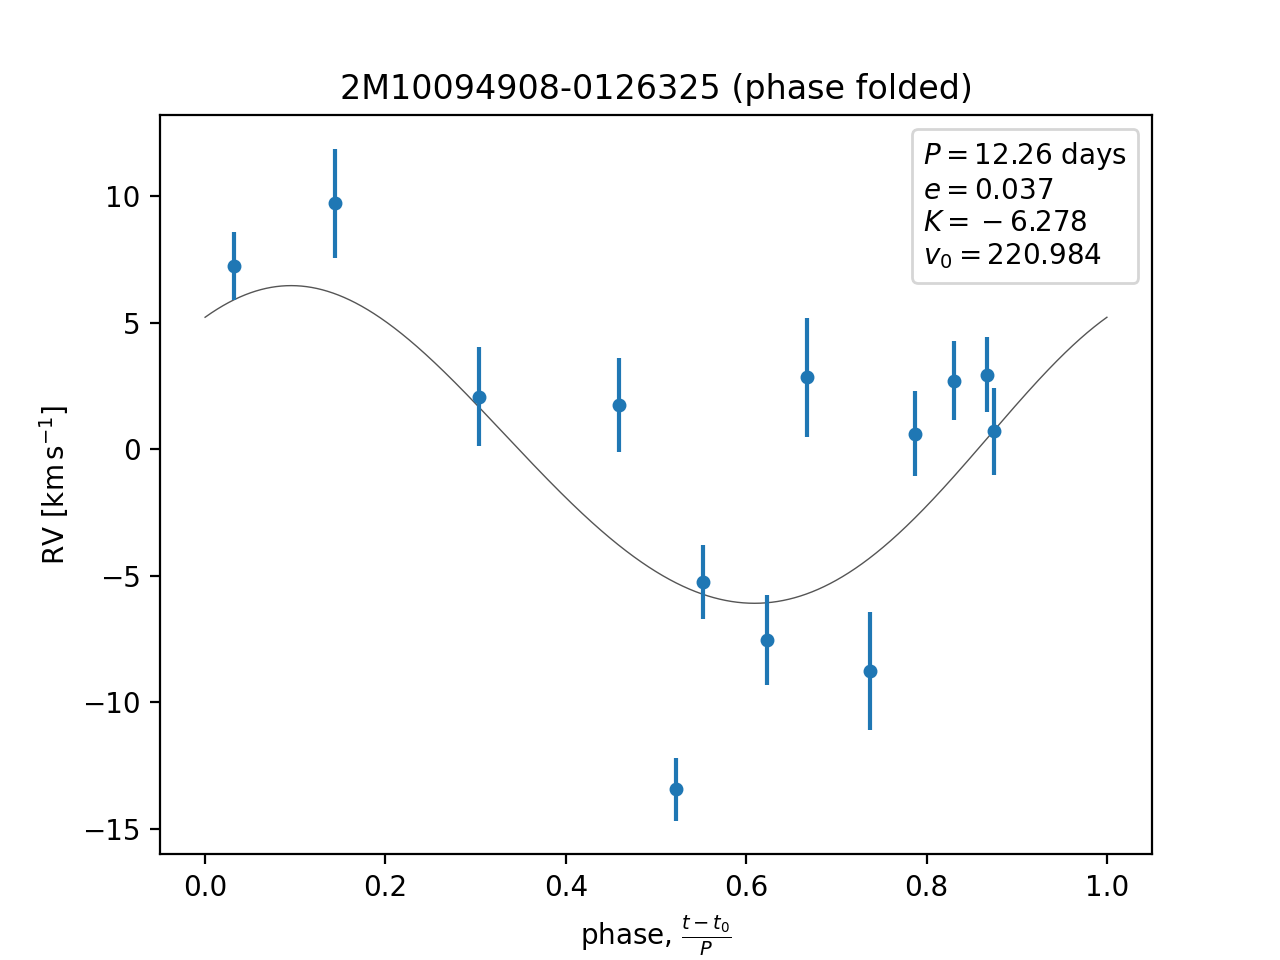 2M10094908-0126325 (phase folded)
P = 12.26 days
e = 0.037
K = −6.278
v₀ = 220.984
10
5
0
−5
−10
−15
RV [km s⁻¹]
0.0 0.2 0.4 0.6 0.8 1.0
phase, (t − t₀)/P